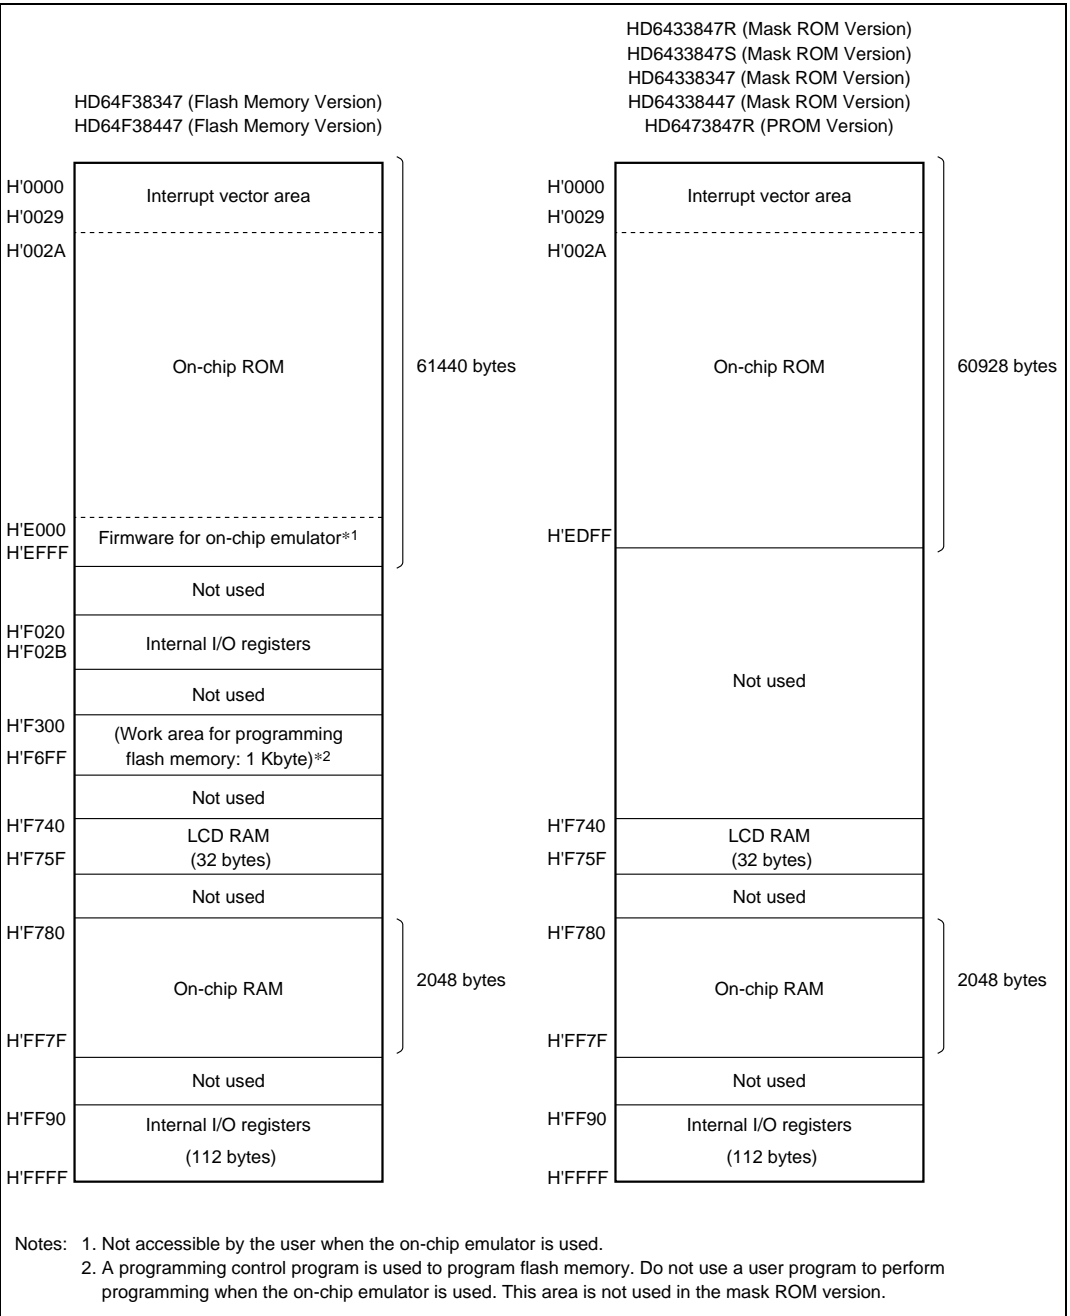 HD64F38347 (Flash Memory Version)
HD64F38447 (Flash Memory Version)
H'0000
Interrupt vector area
H'0029
H'002A
On-chip ROM
61440 bytes
H'E000
Firmware for on-chip emulator*1
H'EFFF
Not used
H'F020
Internal I/O registers
H'F02B
Not used
H'F300
(Work area for programming
flash memory: 1 Kbyte)*2
H'F6FF
Not used
H'F740
LCD RAM
(32 bytes)
H'F75F
Not used
H'F780
On-chip RAM
2048 bytes
H'FF7F
Not used
H'FF90
Internal I/O registers
(112 bytes)
H'FFFF
HD6433847R (Mask ROM Version)
HD6433847S (Mask ROM Version)
HD64338347 (Mask ROM Version)
HD64338447 (Mask ROM Version)
HD6473847R (PROM Version)
H'0000
Interrupt vector area
H'0029
H'002A
On-chip ROM
60928 bytes
H'EDFF
Not used
H'F740
LCD RAM
(32 bytes)
H'F75F
Not used
H'F780
On-chip RAM
2048 bytes
H'FF7F
Not used
H'FF90
Internal I/O registers
(112 bytes)
H'FFFF
Notes: 1. Not accessible by the user when the on-chip emulator is used.
2. A programming control program is used to program flash memory. Do not use a user program to perform
programming when the on-chip emulator is used. This area is not used in the mask ROM version.